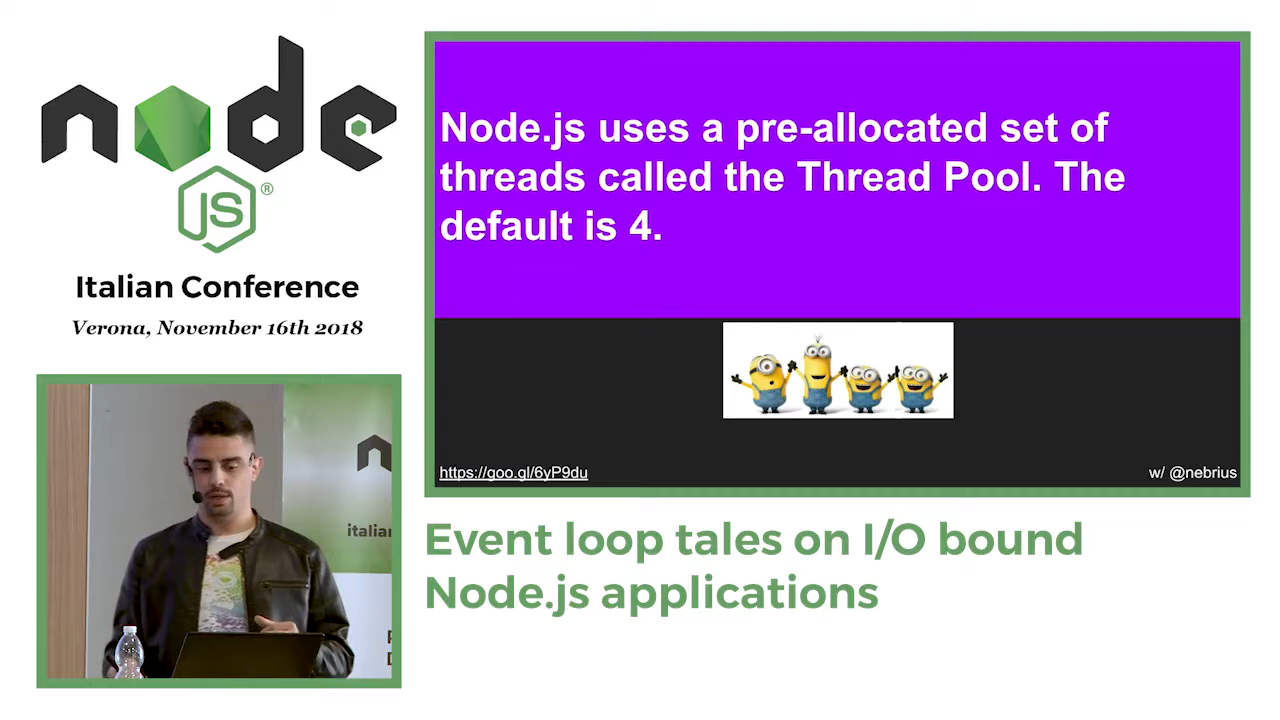 node
JS®
Italian Conference
Verona, November 16th 2018
Node.js uses a pre-allocated set of
threads called the Thread Pool. The
default is 4.
https://goo.gl/6yP9du
w/ @nebrius
italian
Event loop tales on I/O bound
Node.js applications